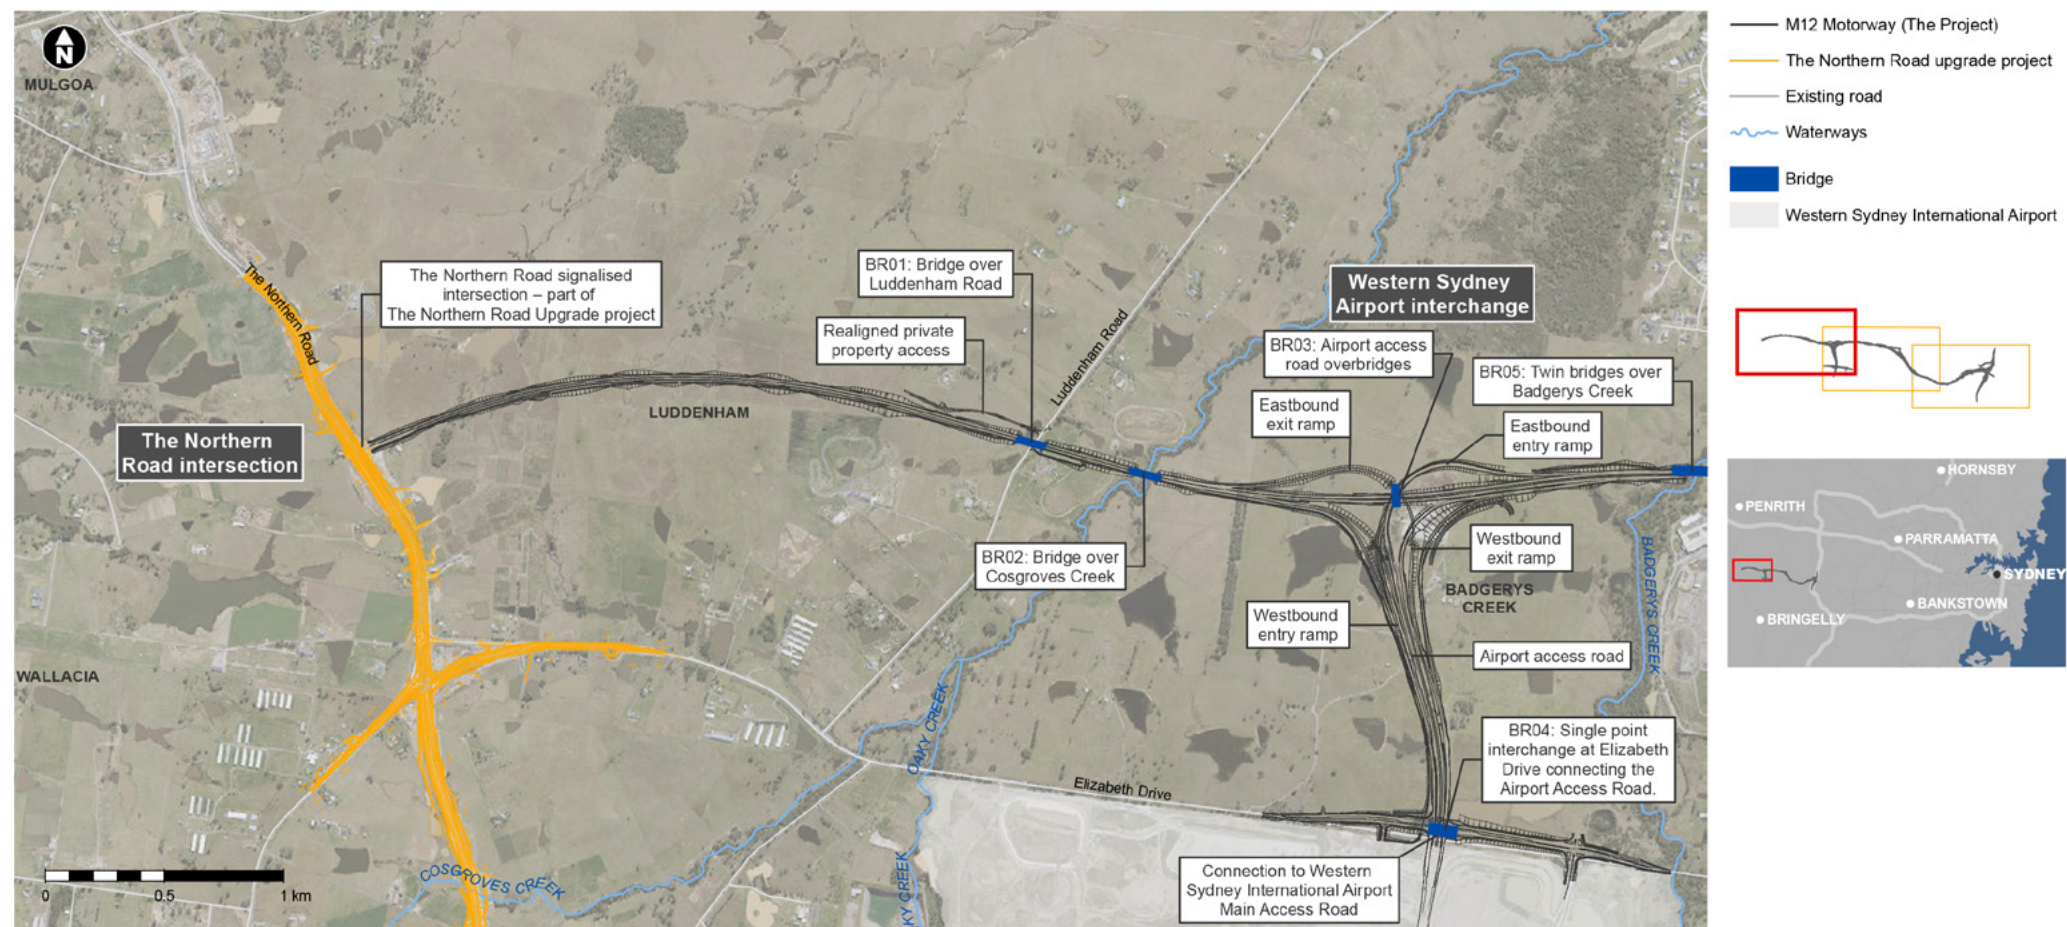 N
MULGOA
The Northern Road
The Northern Road signalised
intersection – part of
The Northern Road Upgrade project
The Northern
Road intersection
LUDDENHAM
Realigned private
property access
BR01: Bridge over
Luddenham Road
Luddenham Road
Western Sydney
Airport interchange
BR03: Airport access
road overbridges
BR05: Twin bridges over
Badgerys Creek
Eastbound
exit ramp
Eastbound
entry ramp
BR02: Bridge over
Cosgroves Creek
Westbound
exit ramp
BADGERYS
CREEK
BADGERYS CREEK
Westbound
entry ramp
Airport access road
WALLACIA
OAKY CREEK
BR04: Single point
interchange at Elizabeth
Drive connecting the
Airport Access Road.
Elizabeth Drive
Connection to Western
Sydney International Airport
Main Access Road
COSGROVES CREEK
KY CREEK
0 0.5 1 km
M12 Motorway (The Project)
The Northern Road upgrade project
Existing road
Waterways
Bridge
Western Sydney International Airport
HORNSBY
PENRITH
PARRAMATTA
SYDNEY
BANKSTOWN
BRINGELLY